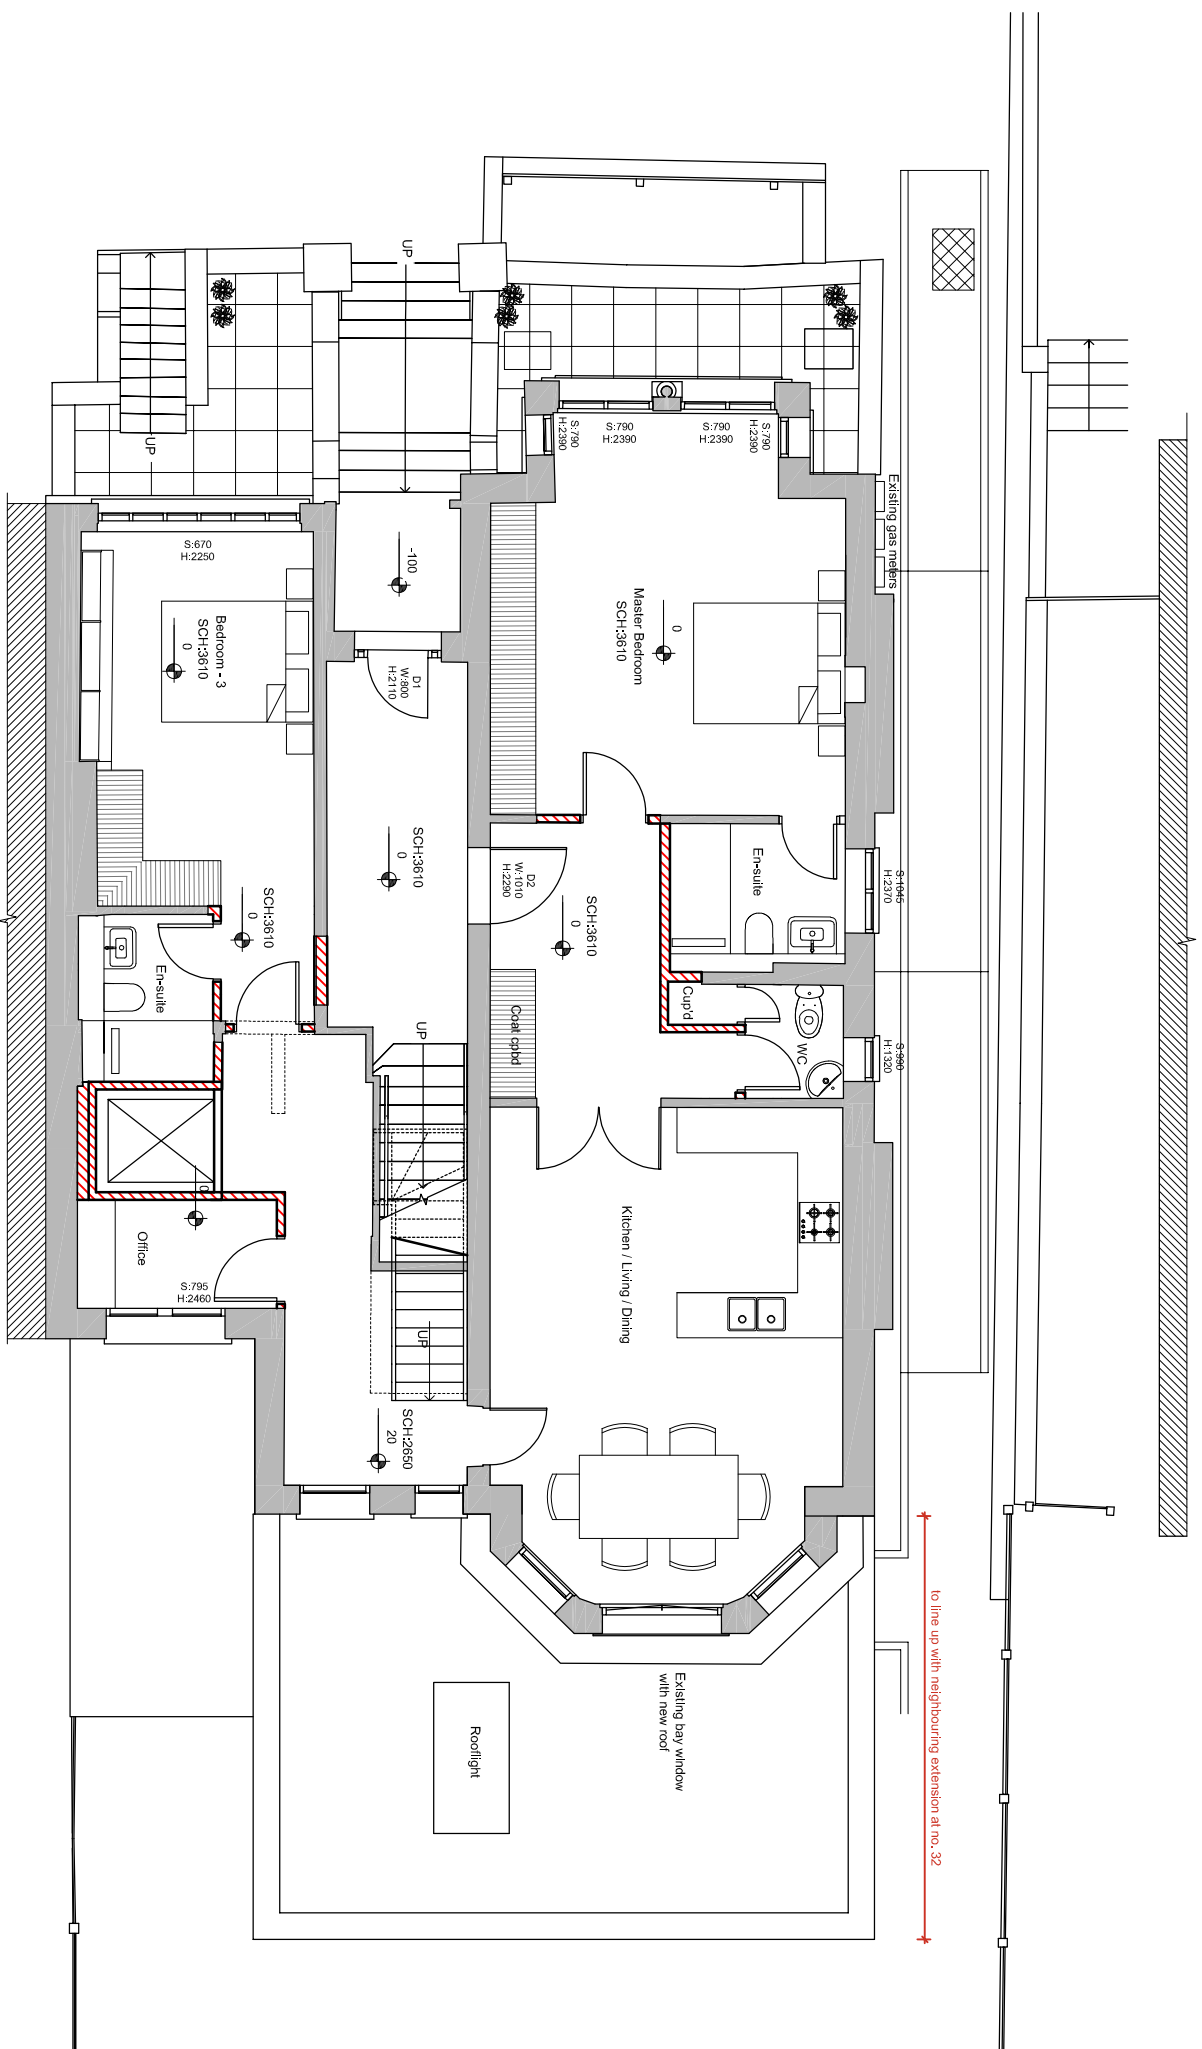 UP
UP
Existing gas meters
S:790
H:2390
S:790
H:2390
S:790
H:2390
S:790
H:2390
S:670
H:2250
-100
0
Master Bedroom
SCH:3610
Bedroom - 3
SCH:3610
0
D1
W:800
H:2110
SCH:3610
0
D2
W:1010
H:2290
En-suite
S:1045
H:2370
SCH:3610
0
SCH:3610
0
En-suite
Cup'd
WC
S:990
H:1320
Coat cpbd
UP
0
Office
S:795
H:2460
Kitchen / Living / Dining
UP
SCH:2650
20
to line up with neighbouring extension at no. 32
Existing bay window
with new roof
Rooflight